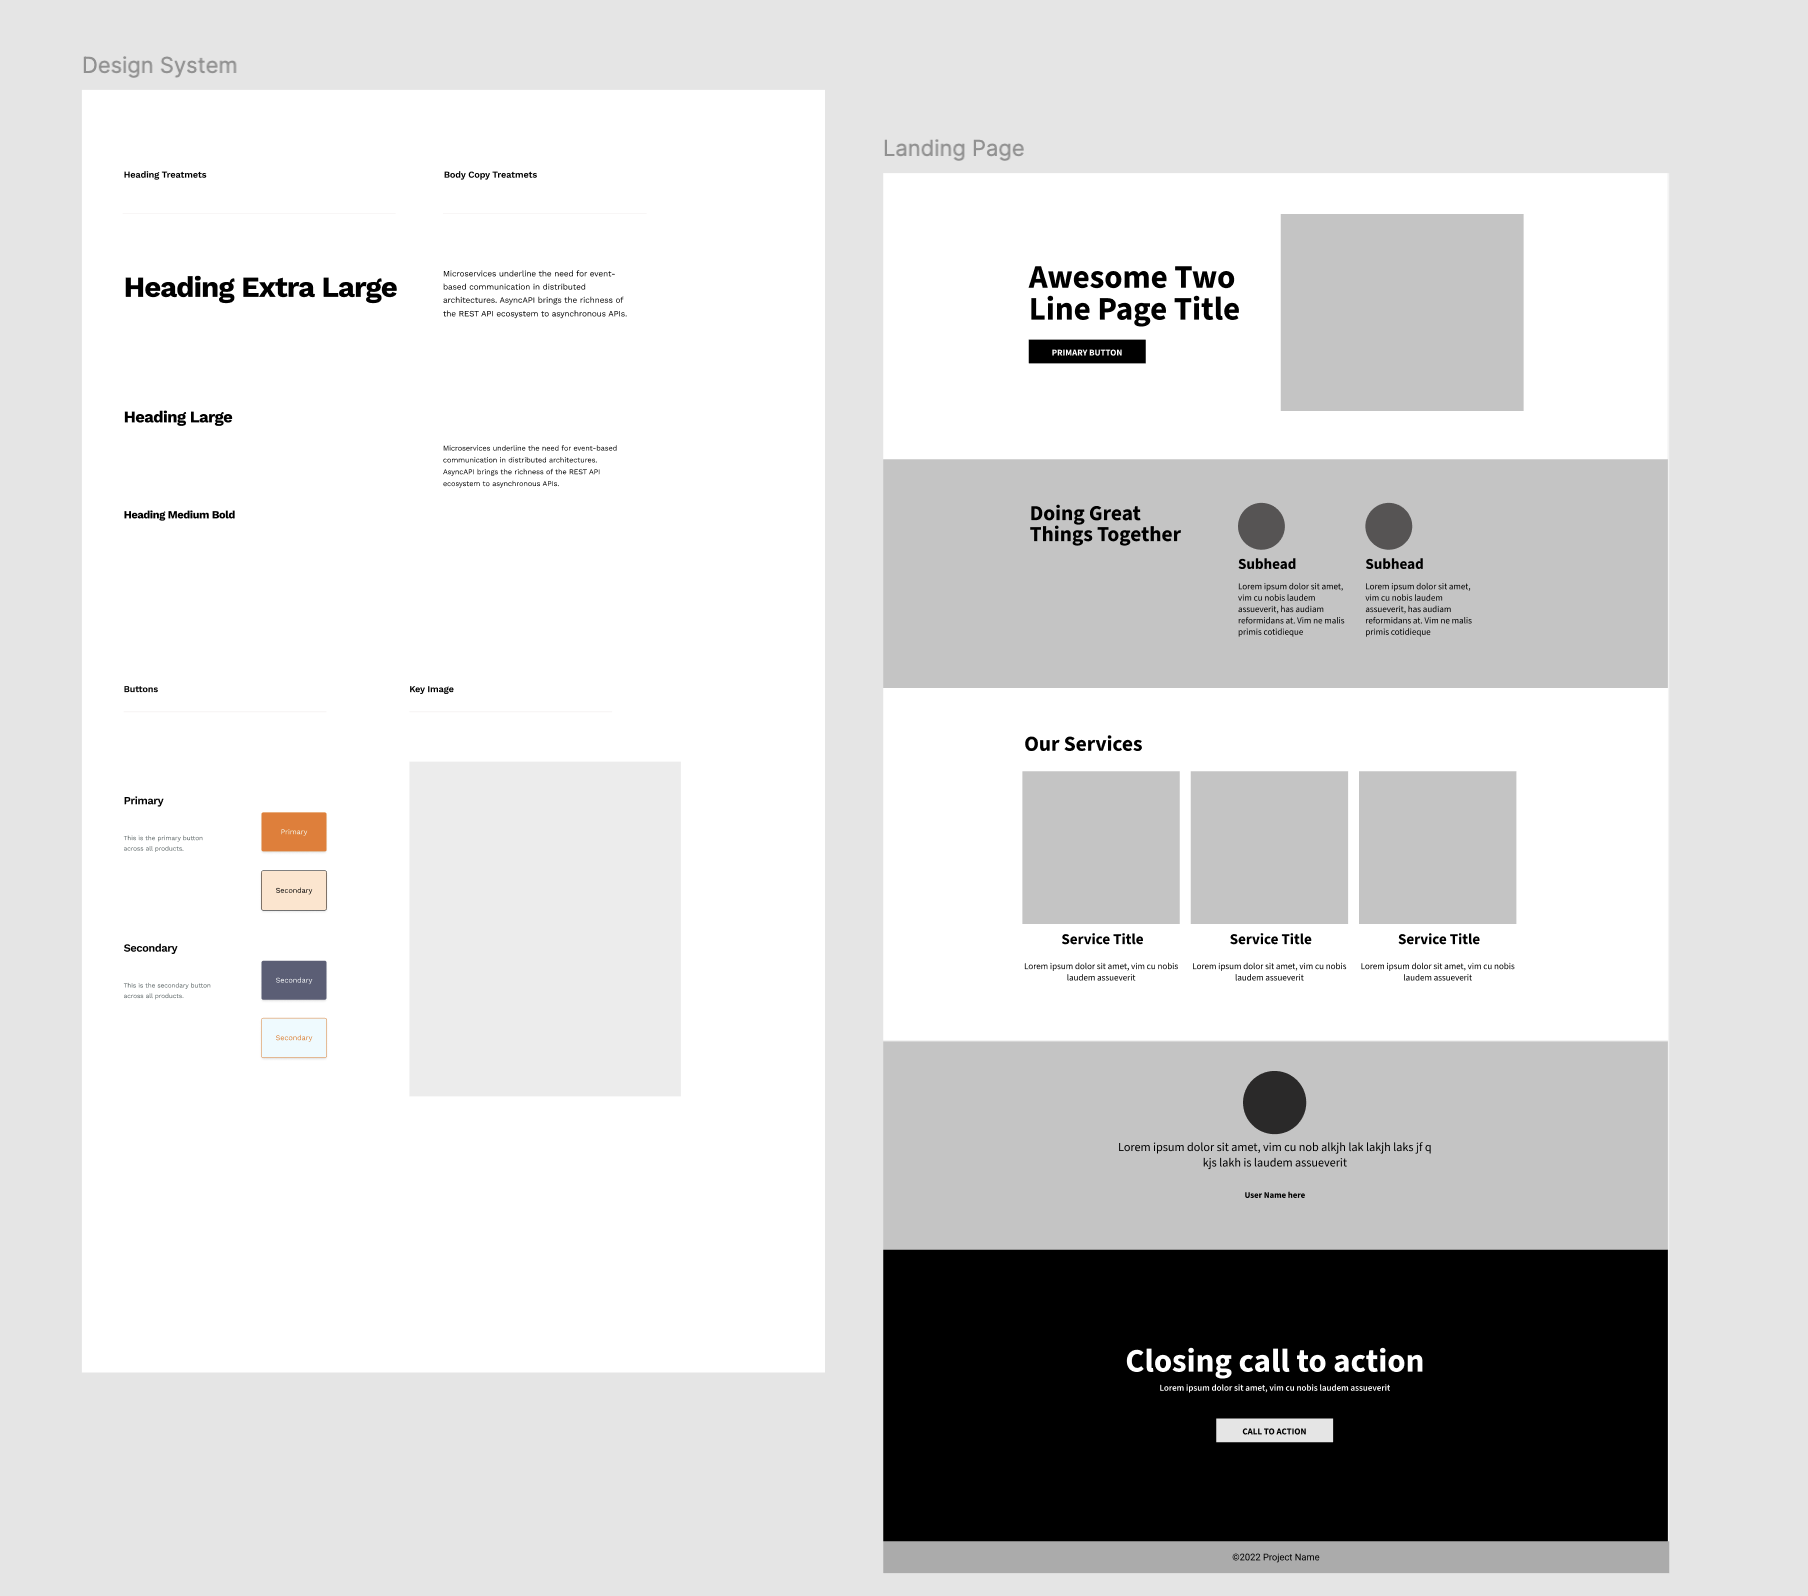 Design System
Heading Treatmets
Body Copy Treatmets
Heading Extra Large
Microservices underline the need for event-
based communication in distributed
architectures. AsyncAPI brings the richness of
the REST API ecosystem to asynchronous APIs.
Heading Large
Microservices underline the need for event-based
communication in distributed architectures.
AsyncAPI brings the richness of the REST API
ecosystem to asynchronous APIs.
Heading Medium Bold
Buttons
Key Image
Primary
This is the primary button
across all products.
Primary
Secondary
Secondary
This is the secondary button
across all products.
Secondary
Secondary
Landing Page
Awesome Two
Line Page Title
PRIMARY BUTTON
Doing Great
Things Together
Subhead
Lorem ipsum dolor sit amet,
vim cu nobis laudem
assueverit, has audiam
reformidans at. Vim ne malis
primis cotidieque
Subhead
Lorem ipsum dolor sit amet,
vim cu nobis laudem
assueverit, has audiam
reformidans at. Vim ne malis
primis cotidieque
Our Services
Service Title
Lorem ipsum dolor sit amet, vim cu nobis
laudem assueverit
Service Title
Lorem ipsum dolor sit amet, vim cu nobis
laudem assueverit
Service Title
Lorem ipsum dolor sit amet, vim cu nobis
laudem assueverit
Lorem ipsum dolor sit amet, vim cu nob alkjh lak lakjh laks jf q
kjs lakh is laudem assueverit
User Name here
Closing call to action
Lorem ipsum dolor sit amet, vim cu nobis laudem assueverit
CALL TO ACTION
©2022 Project Name